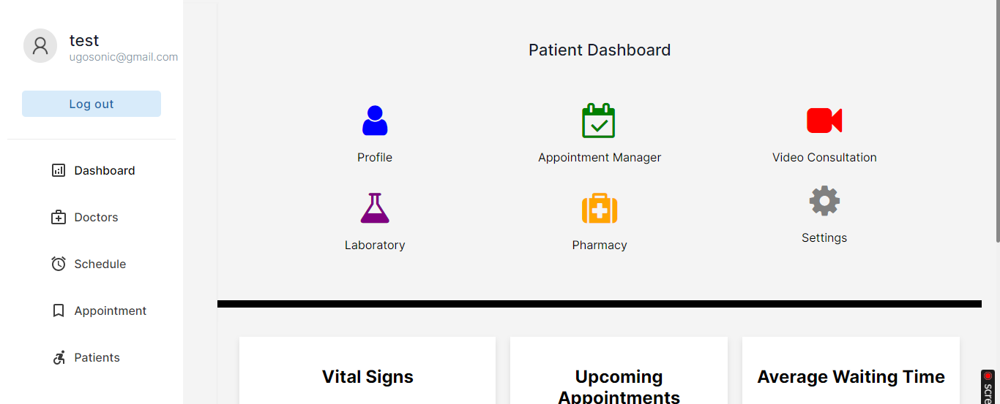 test
ugosonic@gmail.com
Log out
Dashboard
Doctors
Schedule
Appointment
Patients
Patient Dashboard
Profile
Appointment Manager
Video Consultation
Laboratory
Pharmacy
Settings
Vital Signs
Upcoming
Appointments
Average Waiting Time